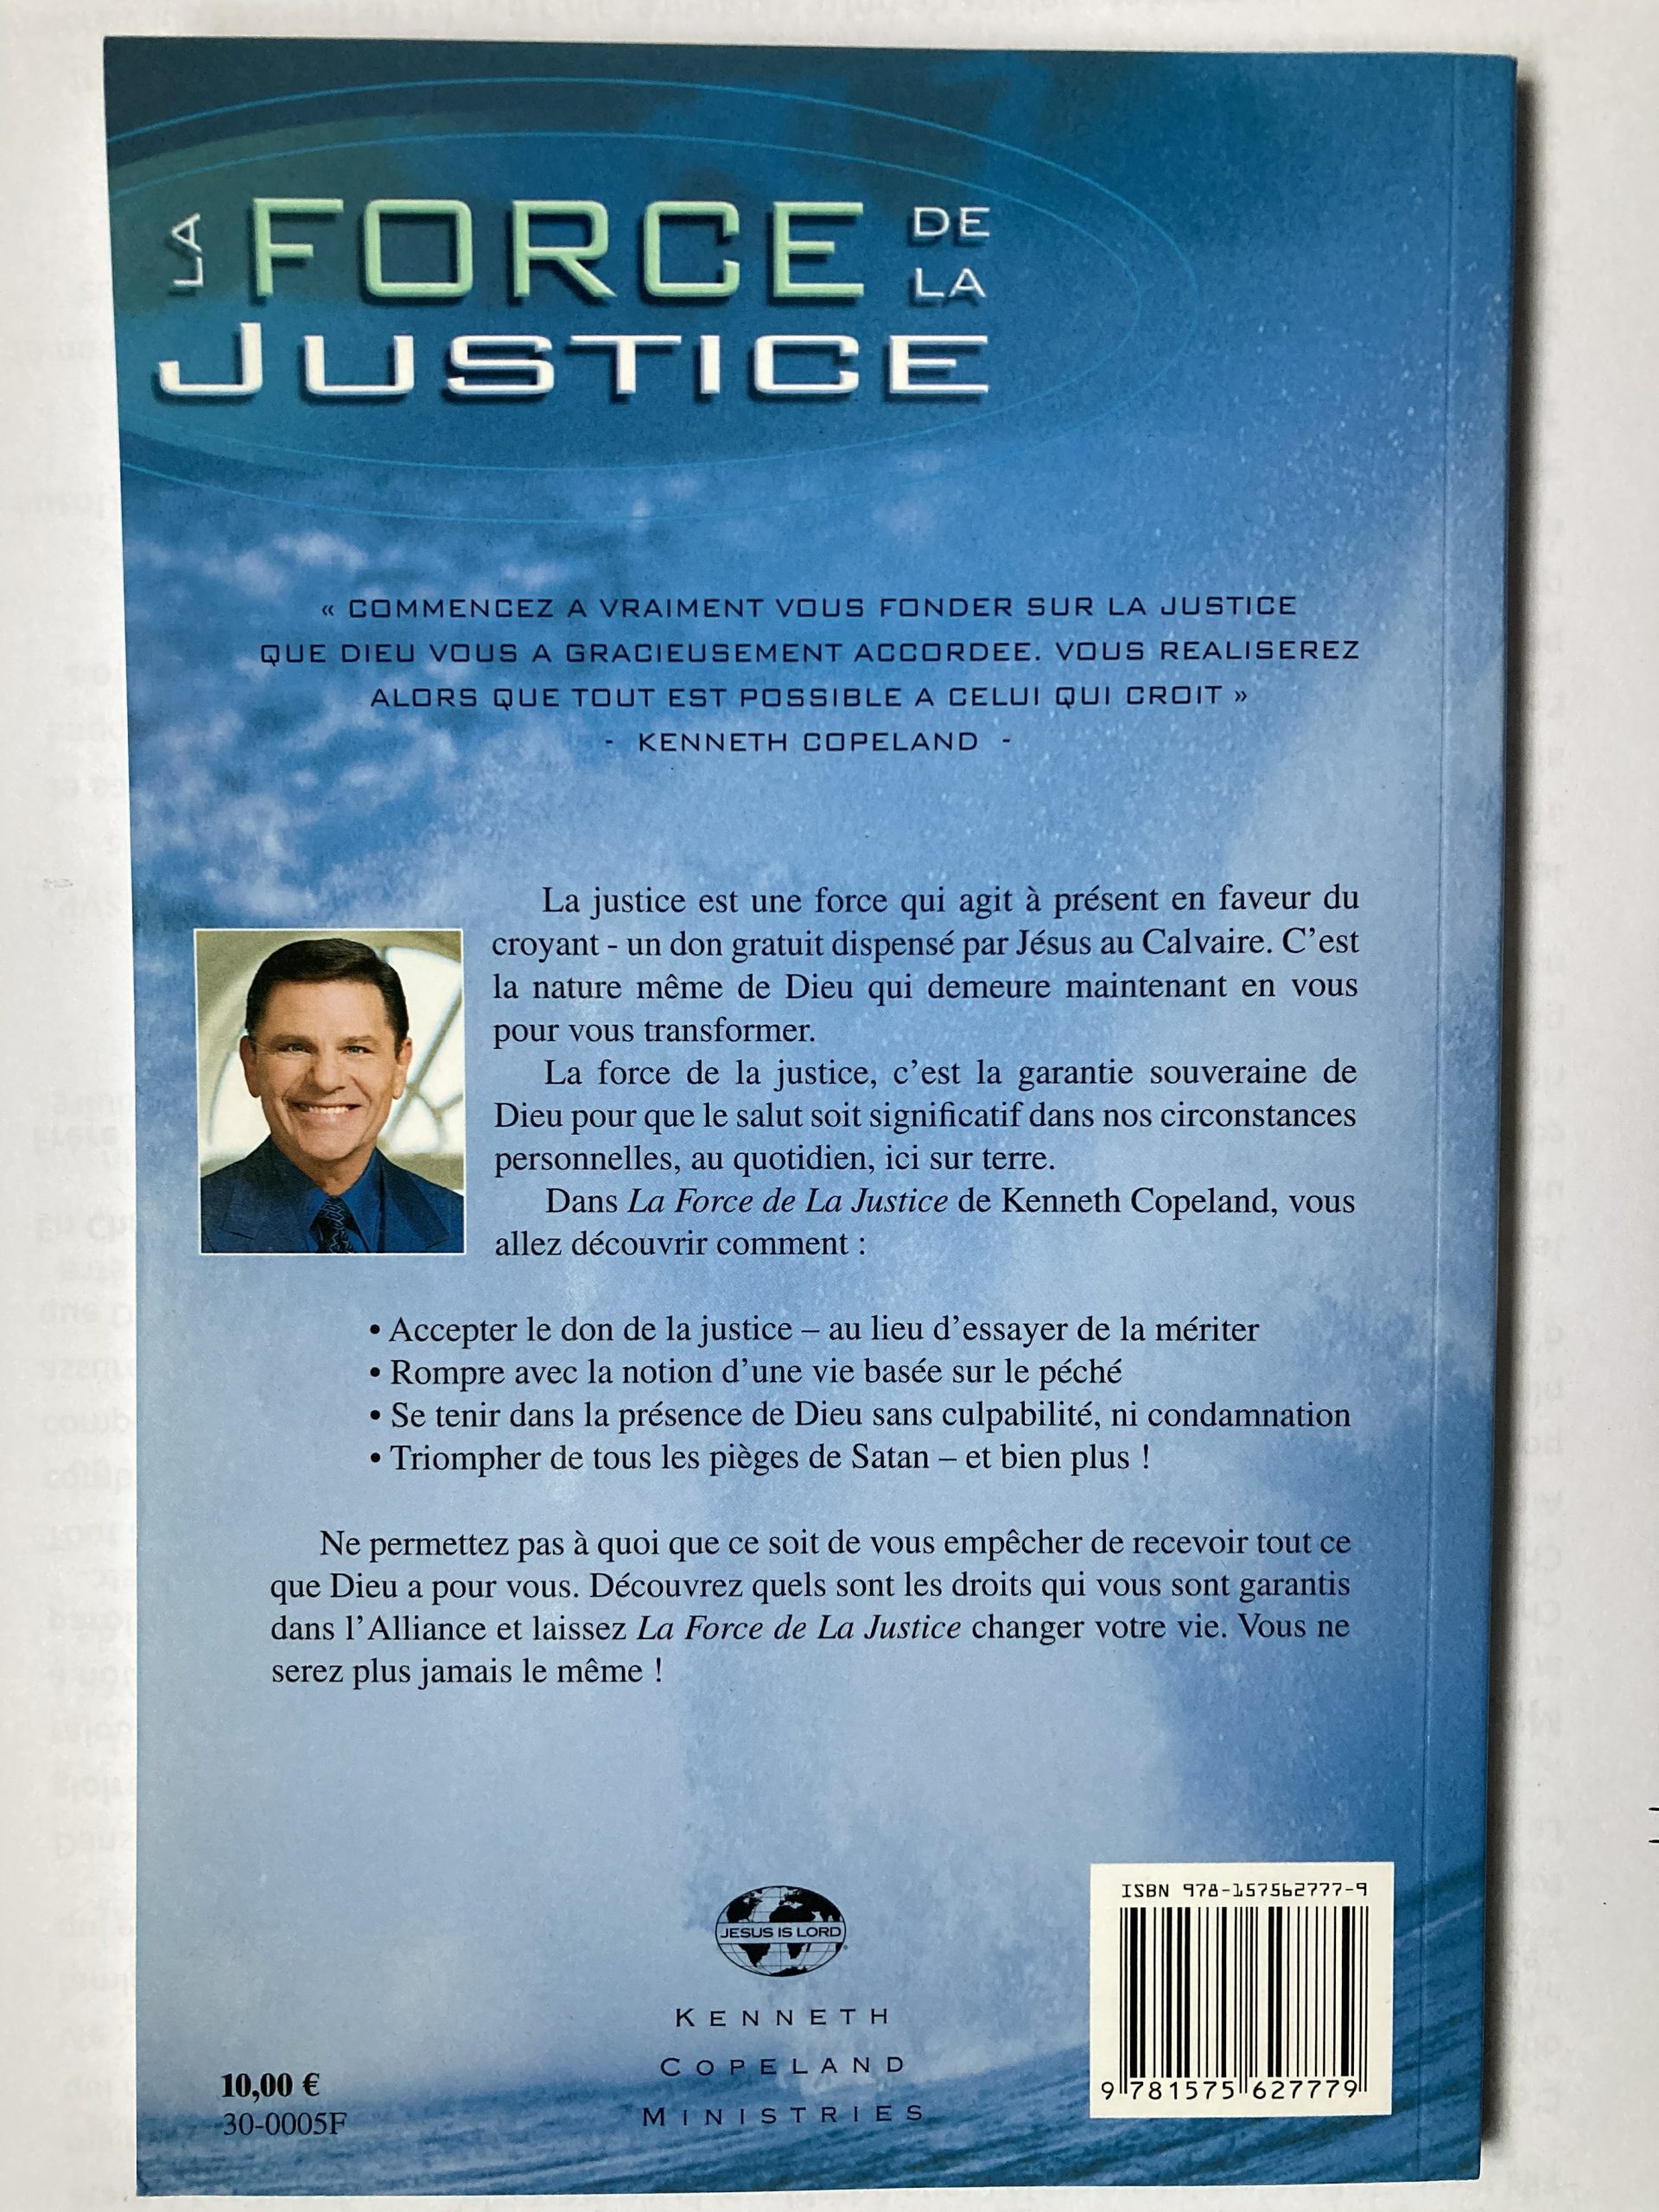 LA FORCE DE LA
JUSTICE
« COMMENCEZ A VRAIMENT VOUS FONDER SUR LA JUSTICE
QUE DIEU VOUS A GRACIEUSEMENT ACCORDEE. VOUS REALISEREZ
ALORS QUE TOUT EST POSSIBLE A CELUI QUI CROIT »
- KENNETH COPELAND -
La justice est une force qui agit à présent en faveur du
croyant - un don gratuit dispensé par Jésus au Calvaire. C’est
la nature même de Dieu qui demeure maintenant en vous
pour vous transformer.
La force de la justice, c’est la garantie souveraine de
Dieu pour que le salut soit significatif dans nos circonstances
personnelles, au quotidien, ici sur terre.
Dans La Force de La Justice de Kenneth Copeland, vous
allez découvrir comment :
• Accepter le don de la justice – au lieu d’essayer de la mériter
• Rompre avec la notion d’une vie basée sur le péché
• Se tenir dans la présence de Dieu sans culpabilité, ni condamnation
• Triompher de tous les pièges de Satan – et bien plus !
Ne permettez pas à quoi que ce soit de vous empêcher de recevoir tout ce
que Dieu a pour vous. Découvrez quels sont les droits qui vous sont garantis
dans l’Alliance et laissez La Force de La Justice changer votre vie. Vous ne
serez plus jamais le même !
JESUS IS LORD
KENNETH
COPELAND
MINISTRIES
10,00 €
30-0005F
ISBN 978-157562777-9
9 781575 627779